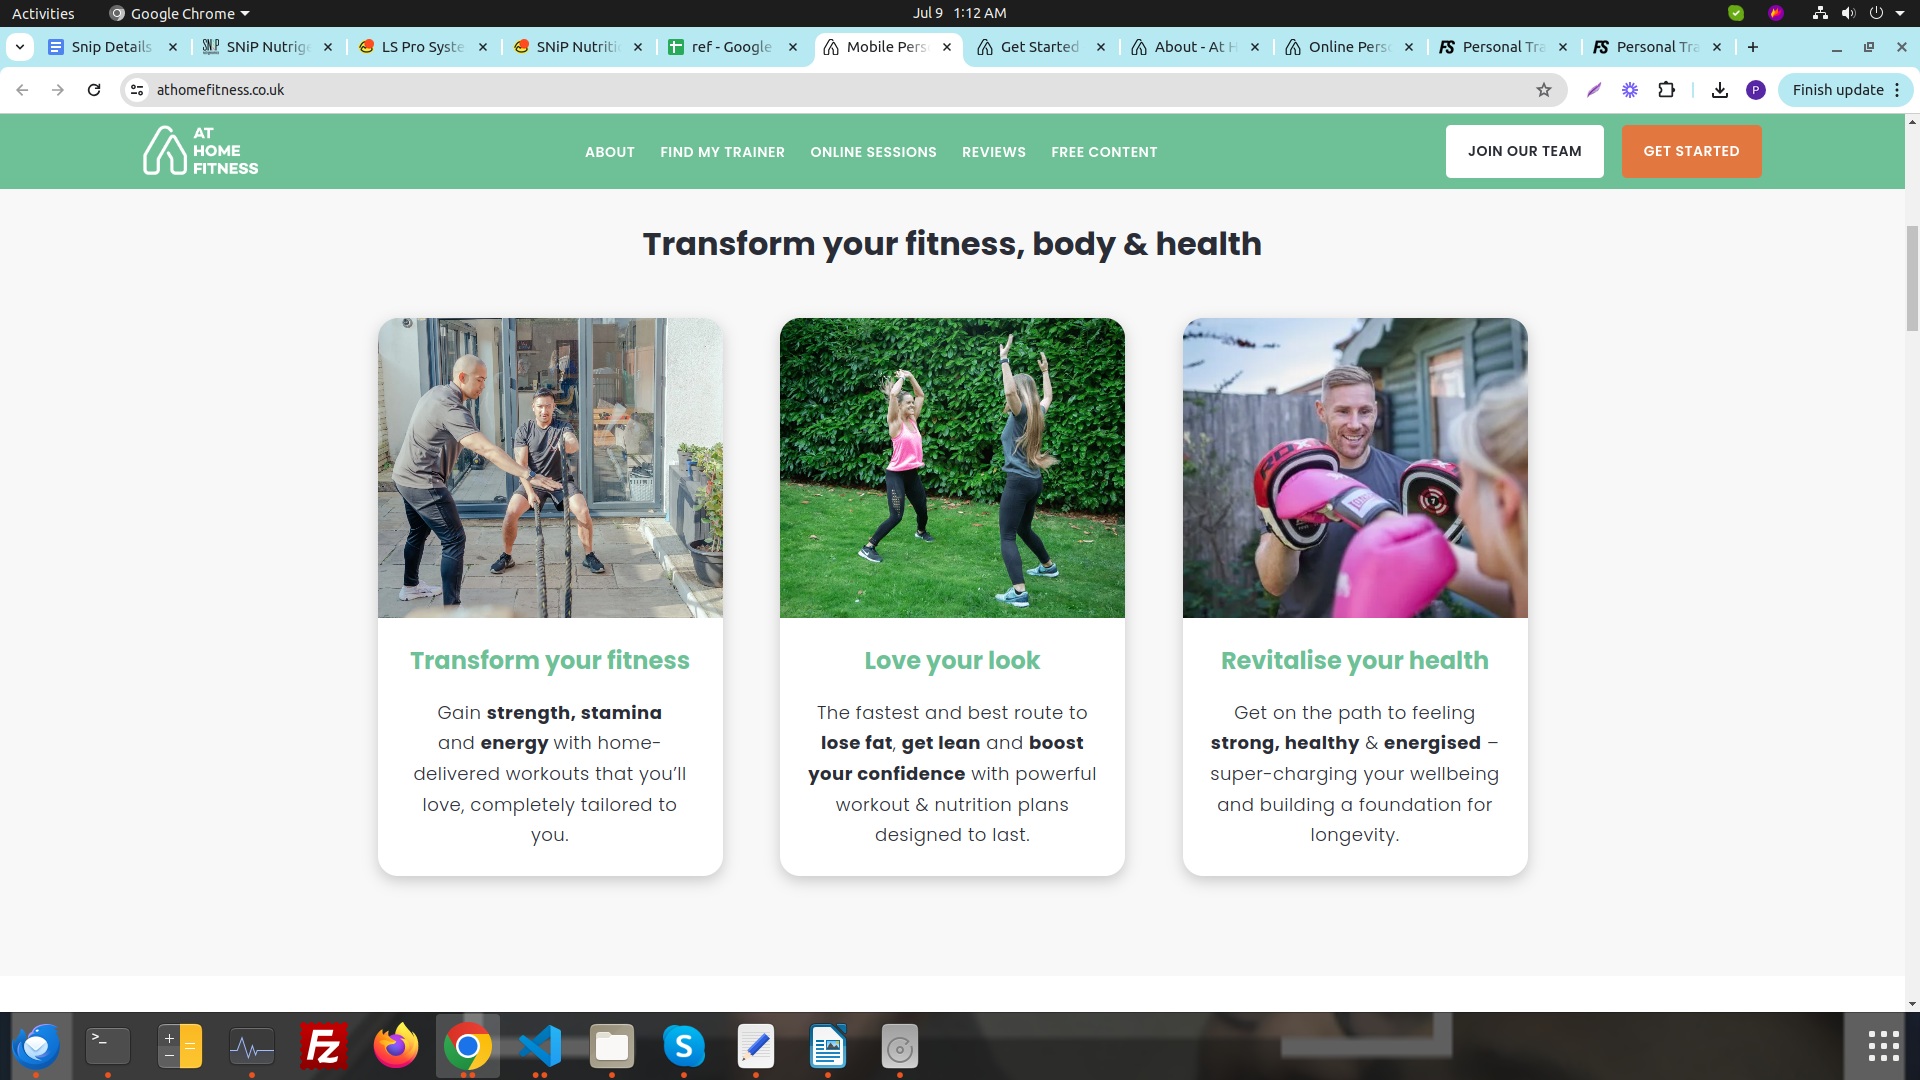 Activities
Google Chrome
Jul 9 1:12 AM
Snip Details
SNiP Nutrige
LS Pro Syste
SNiP Nutriti
ref - Google
Mobile Pers
Get Started
About - At H
Online Pers
Personal Tra
Personal Tra
athomefitness.co.uk
P
Finish update
AT
HOME
FITNESS
ABOUT
FIND MY TRAINER
ONLINE SESSIONS
REVIEWS
FREE CONTENT
JOIN OUR TEAM
GET STARTED
Transform your fitness, body & health
RDX
Transform your fitness
Gain strength, stamina
and energy with home-
delivered workouts that you’ll
love, completely tailored to
you.
Love your look
The fastest and best route to
lose fat, get lean and boost
your confidence with powerful
workout & nutrition plans
designed to last.
Revitalise your health
Get on the path to feeling
strong, healthy & energised –
super-charging your wellbeing
and building a foundation for
longevity.